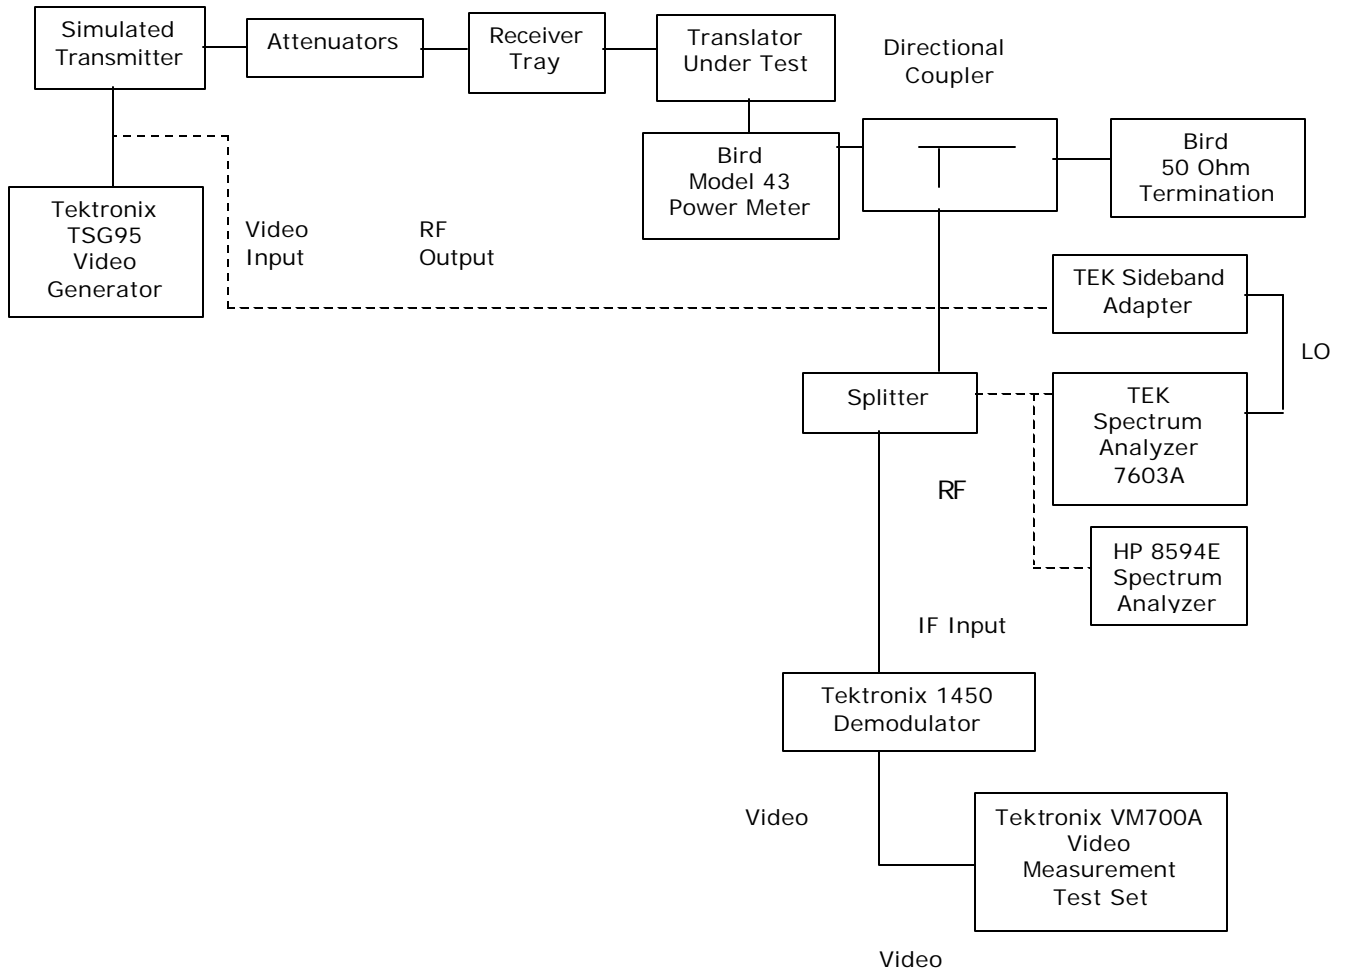 Simulated
Transmitter
Attenuators
Receiver
Tray
Translator
Under Test
Directional
Coupler
Bird
Model 43
Power Meter
Bird
50 Ohm
Termination
Tektronix
TSG95
Video
Generator
Video
Input
RF
Output
TEK Sideband
Adapter
LO
Splitter
TEK
Spectrum
Analyzer
7603A
RF
HP 8594E
Spectrum
Analyzer
IF Input
Tektronix 1450
Demodulator
Video
Tektronix VM700A
Video
Measurement
Test Set
Video